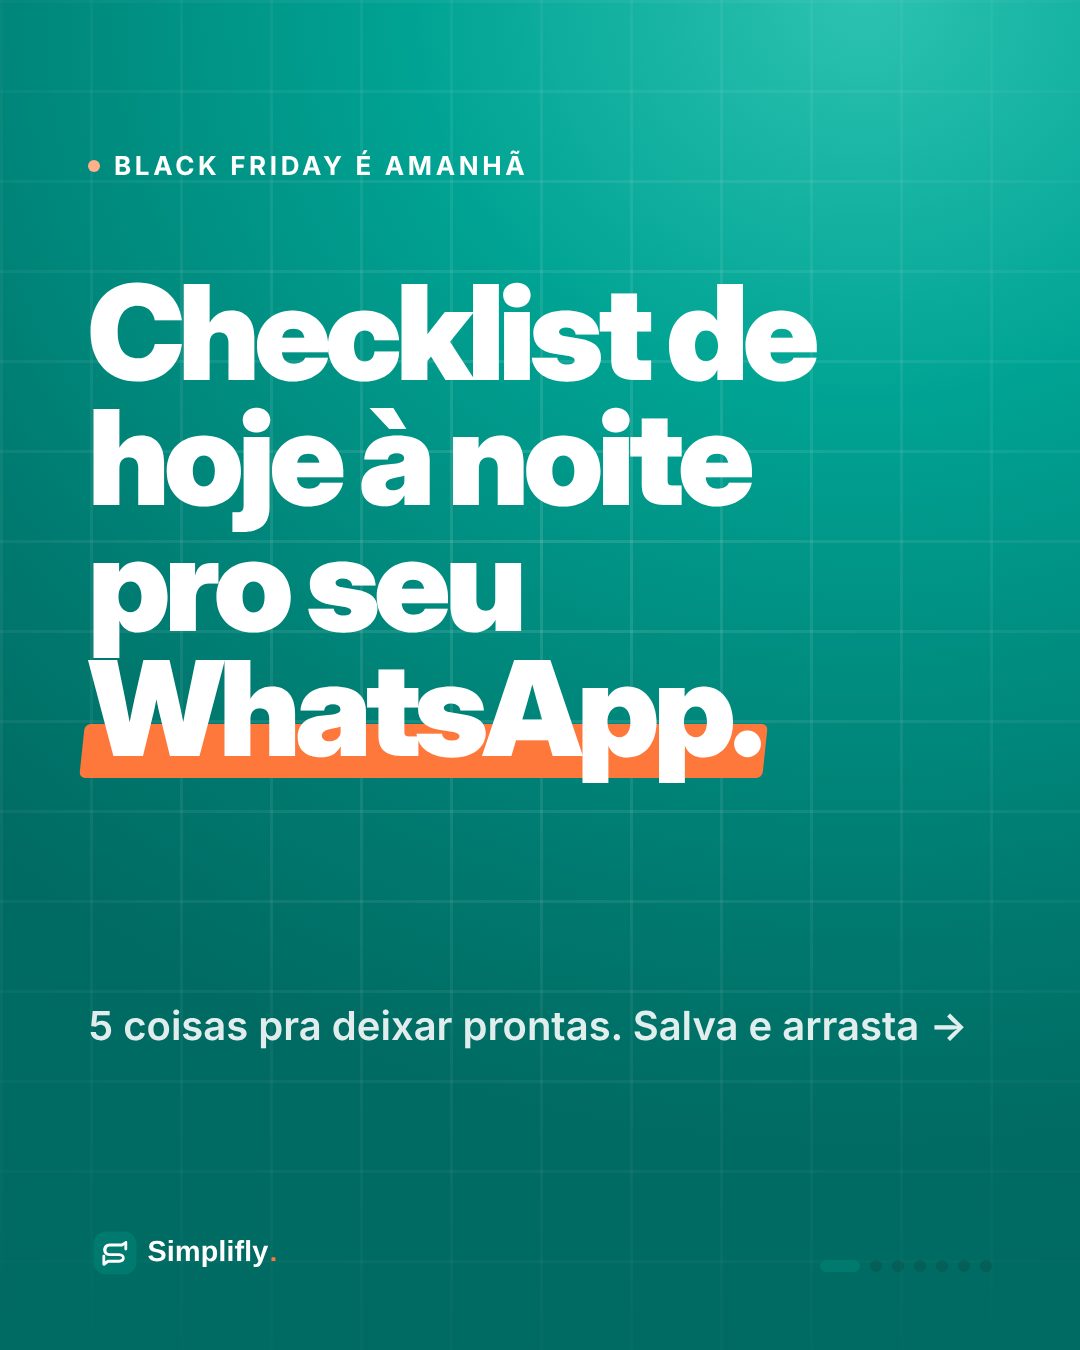 BLACK FRIDAY É AMANHÃ
Checklist de
hoje à noite
pro seu
WhatsApp.
5 coisas pra deixar prontas. Salva e arrasta →
Simplifly.